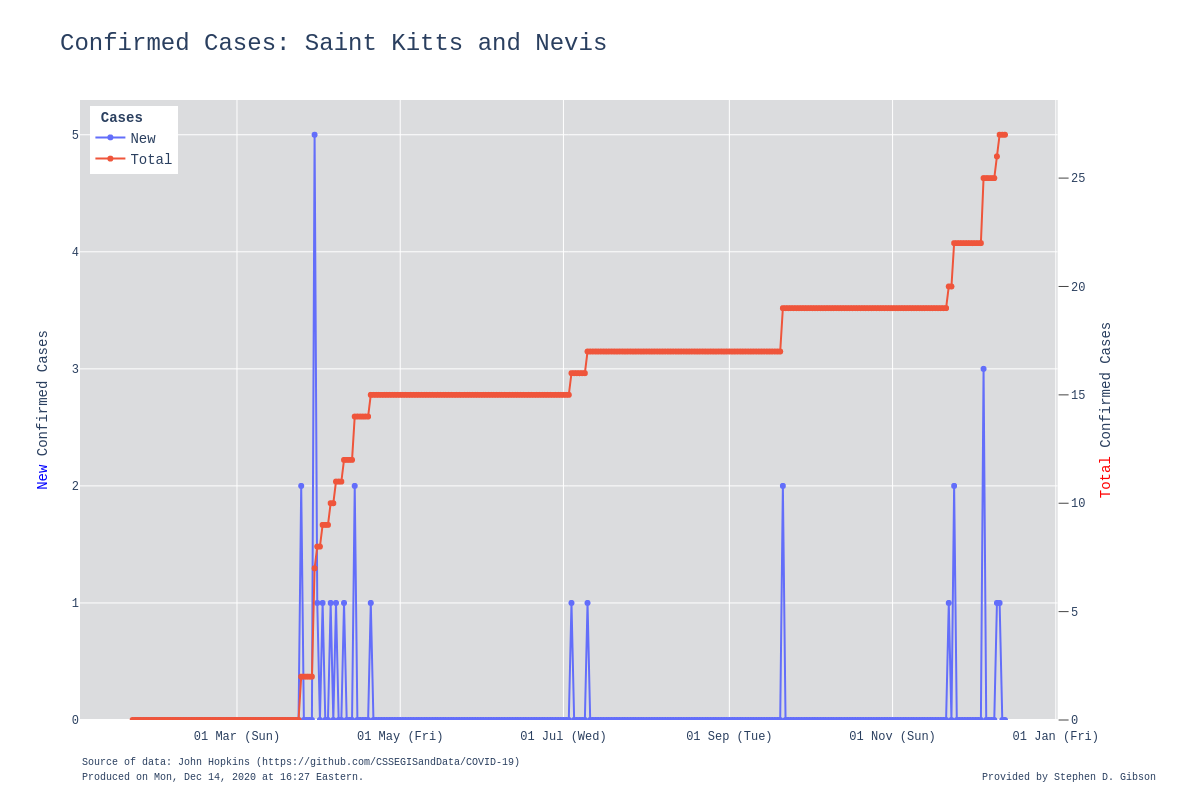 Confirmed Cases: Saint Kitts and Nevis
Cases
New
Total
5
4
3
2
1
0
25
20
15
10
5
0
New Confirmed Cases
Total Confirmed Cases
01 Mar (Sun) 01 May (Fri) 01 Jul (Wed) 01 Sep (Tue) 01 Nov (Sun) 01 Jan (Fri)
Source of data: John Hopkins (https://github.com/CSSEGISandData/COVID-19)
Produced on Mon, Dec 14, 2020 at 16:27 Eastern.
Provided by Stephen D. Gibson